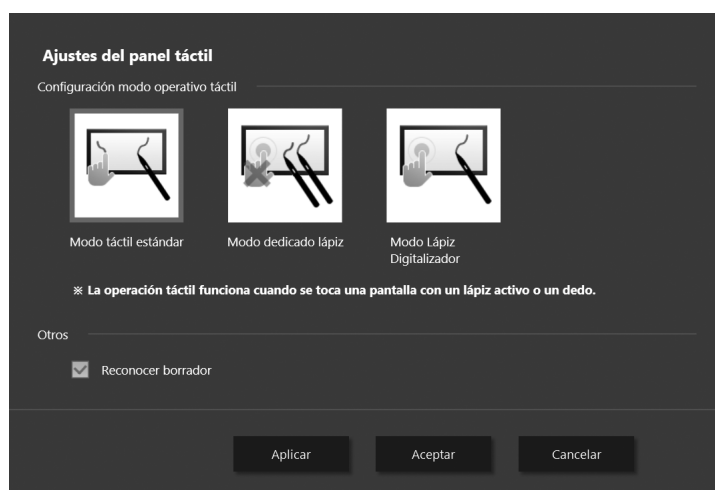 Ajustes del panel táctil
Configuración modo operativo táctil
Modo táctil estándar
Modo dedicado lápiz
Modo Lápiz
Digitalizador
※ La operación táctil funciona cuando se toca una pantalla con un lápiz activo o un dedo.
Otros
Reconocer borrador
Aplicar
Aceptar
Cancelar